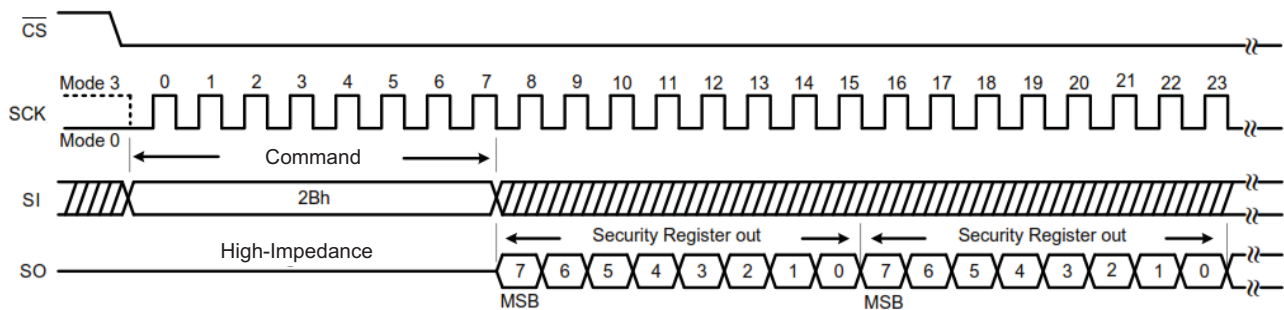 CS
Mode 3 0 1 2 3 4 5 6 7 8 9 10 11 12 13 14 15 16 17 18 19 20 21 22 23
SCK
Mode 0
Command
SI 2Bh
High-Impedance Security Register out Security Register out
SO 7 6 5 4 3 2 1 0 7 6 5 4 3 2 1 0
MSB MSB